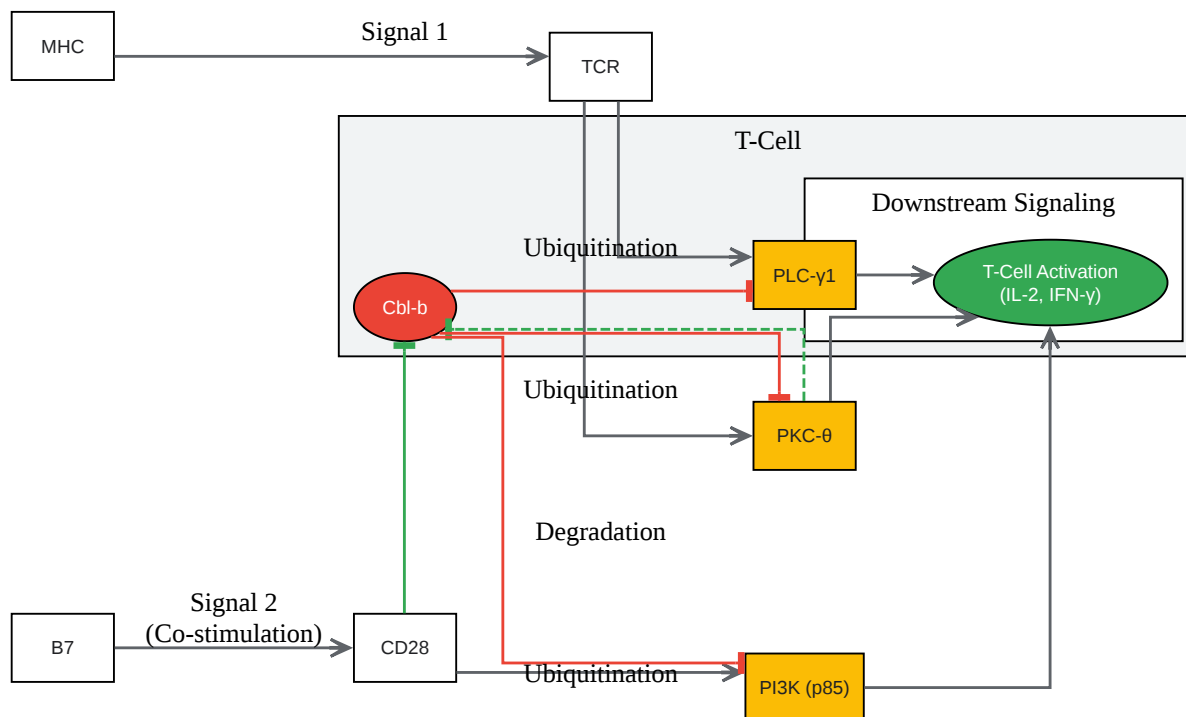 MHC
Signal 1
TCR
T-Cell
Downstream Signaling
Ubiquitination
PLC-γ1
T-Cell Activation
(IL-2, IFN-γ)
Cbl-b
Ubiquitination
PKC-θ
Degradation
Signal 2
(Co-stimulation)
B7
CD28
Ubiquitination
PI3K (p85)